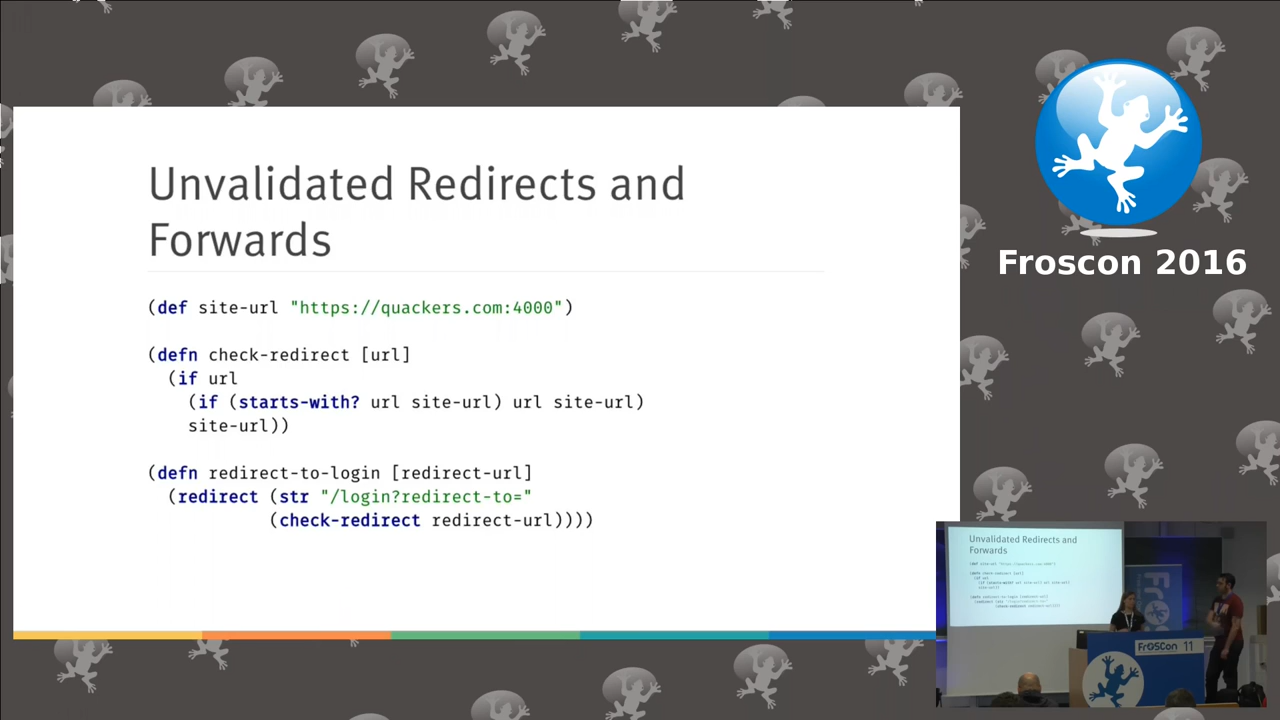 Unvalidated Redirects and
Forwards
(def site-url "https://quackers.com:4000")
(defn check-redirect [url]
(if url
(if (starts-with? url site-url) url site-url)
site-url))
(defn redirect-to-login [redirect-url]
(redirect (str "/login?redirect-to="
(check-redirect redirect-url))))
Froscon 2016
Unvalidated Redirects and
Forwards
FrOSCon 11